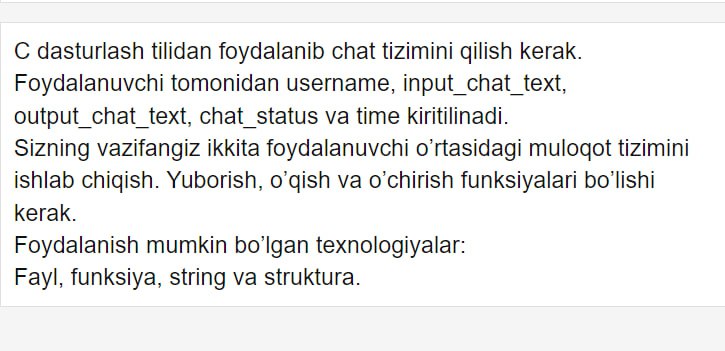 C dasturlash tilidan foydalanib chat tizimini qilish kerak.
Foydalanuvchi tomonidan username, input_chat_text,
output_chat_text, chat_status va time kiritilinadi.
Sizning vazifangiz ikkita foydalanuvchi o’rtasidagi muloqot tizimini
ishlab chiqish. Yuborish, o’qish va o’chirish funksiyalari bo’lishi
kerak.
Foydalanish mumkin bo’lgan texnologiyalar:
Fayl, funksiya, string va struktura.